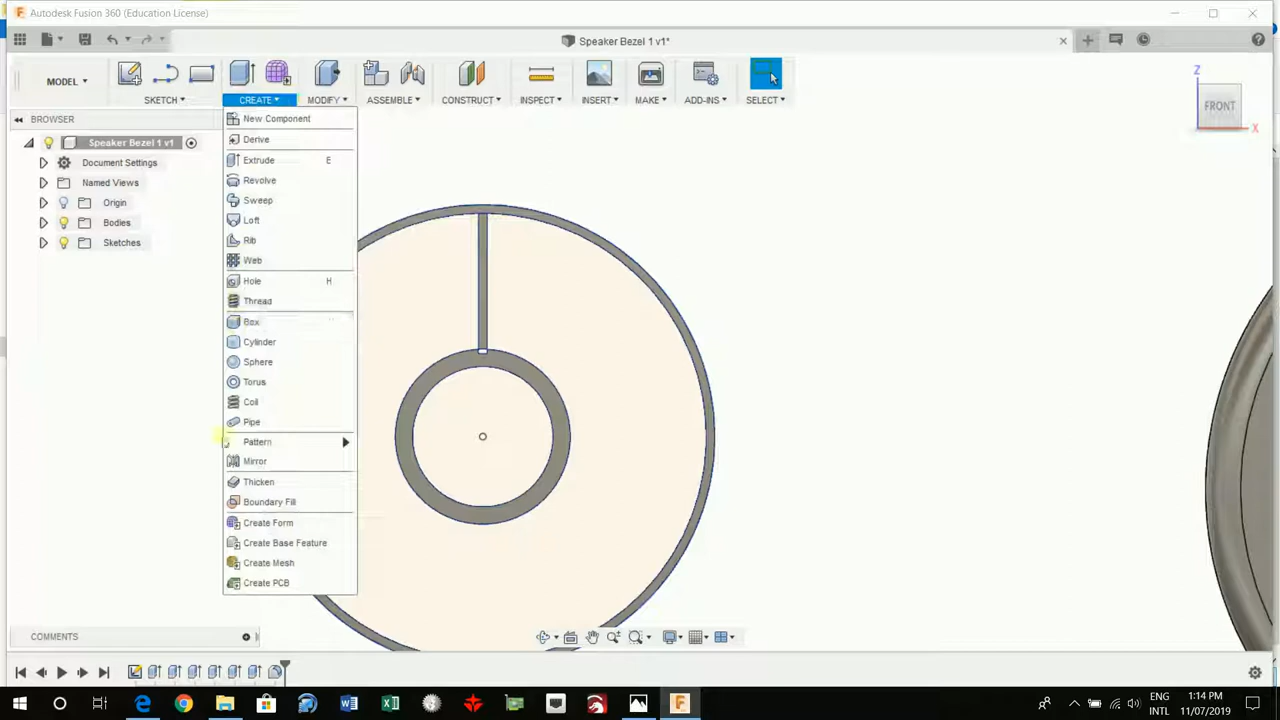 Autodesk Fusion 360 (Education License)
Speaker Bezel 1 v1*
MODEL
SKETCH
CREATE
MODIFY
ASSEMBLE
CONSTRUCT
INSPECT
INSERT
MAKE
ADD-INS
SELECT
BROWSER
Speaker Bezel 1 v1
Document Settings
Named Views
Origin
Bodies
Sketches
New Component
Derive
Extrude E
Revolve
Sweep
Loft
Rib
Web
Hole H
Thread
Box
Cylinder
Sphere
Torus
Coil
Pipe
Pattern
Mirror
Thicken
Boundary Fill
Create Form
Create Base Feature
Create Mesh
Create PCB
Z
FRONT
X
COMMENTS
ENG
INTL
1:14 PM
11/07/2019